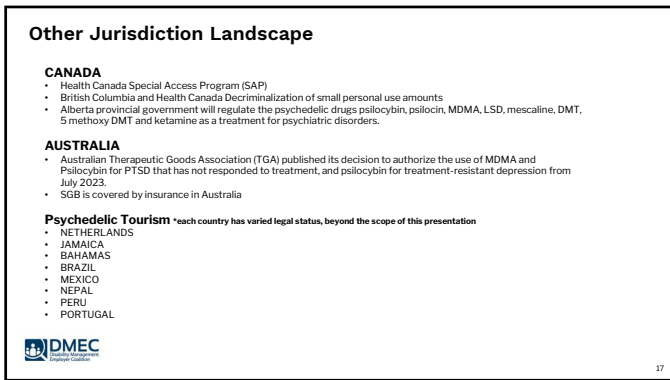 Other Jurisdiction Landscape
CANADA
• Health Canada Special Access Program (SAP)
• British Columbia and Health Canada Decriminalization of small personal use amounts
• Alberta provincial government will regulate the psychedelic drugs psilocybin, psilocin, MDMA, LSD, mescaline, DMT,
5 methoxy DMT and ketamine as a treatment for psychiatric disorders.
AUSTRALIA
• Australian Therapeutic Goods Association (TGA) published its decision to authorize the use of MDMA and
Psilocybin for PTSD that has not responded to treatment, and psilocybin for treatment-resistant depression from
July 2023.
• SGB is covered by insurance in Australia
Psychedelic Tourism *each country has varied legal status, beyond the scope of this presentation
• NETHERLANDS
• JAMAICA
• BAHAMAS
• BRAZIL
• MEXICO
• NEPAL
• PERU
• PORTUGAL
DMEC
Disability Management
Employer Coalition
17